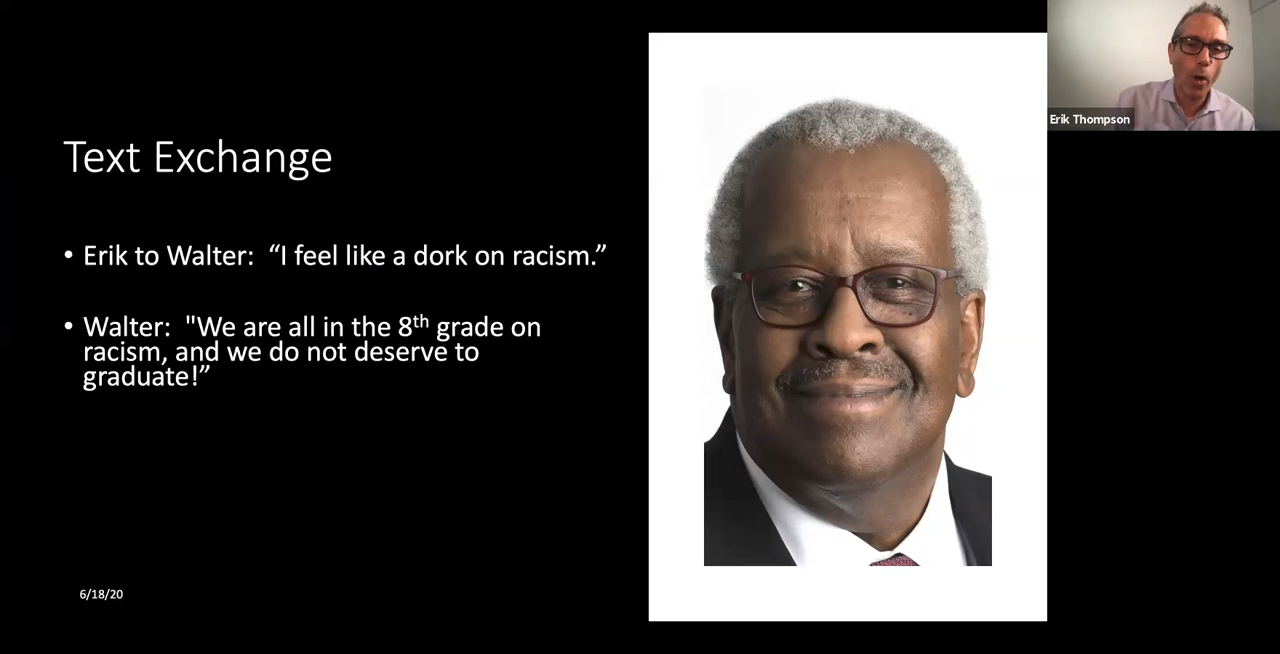 Text Exchange
• Erik to Walter:  “I feel like a dork on racism.”
• Walter:  "We are all in the 8th grade on
racism, and we do not deserve to
graduate!”
6/18/20
Erik Thompson